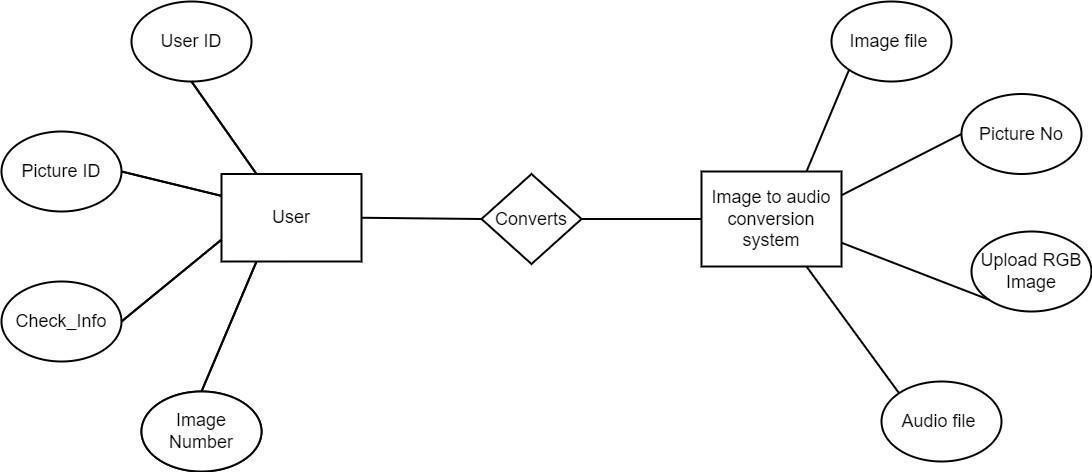 User ID
Image file
Picture No
Picture ID
Image to audio
conversion
system
User
Converts
Upload RGB
Image
Check_Info
Image
Number
Audio file